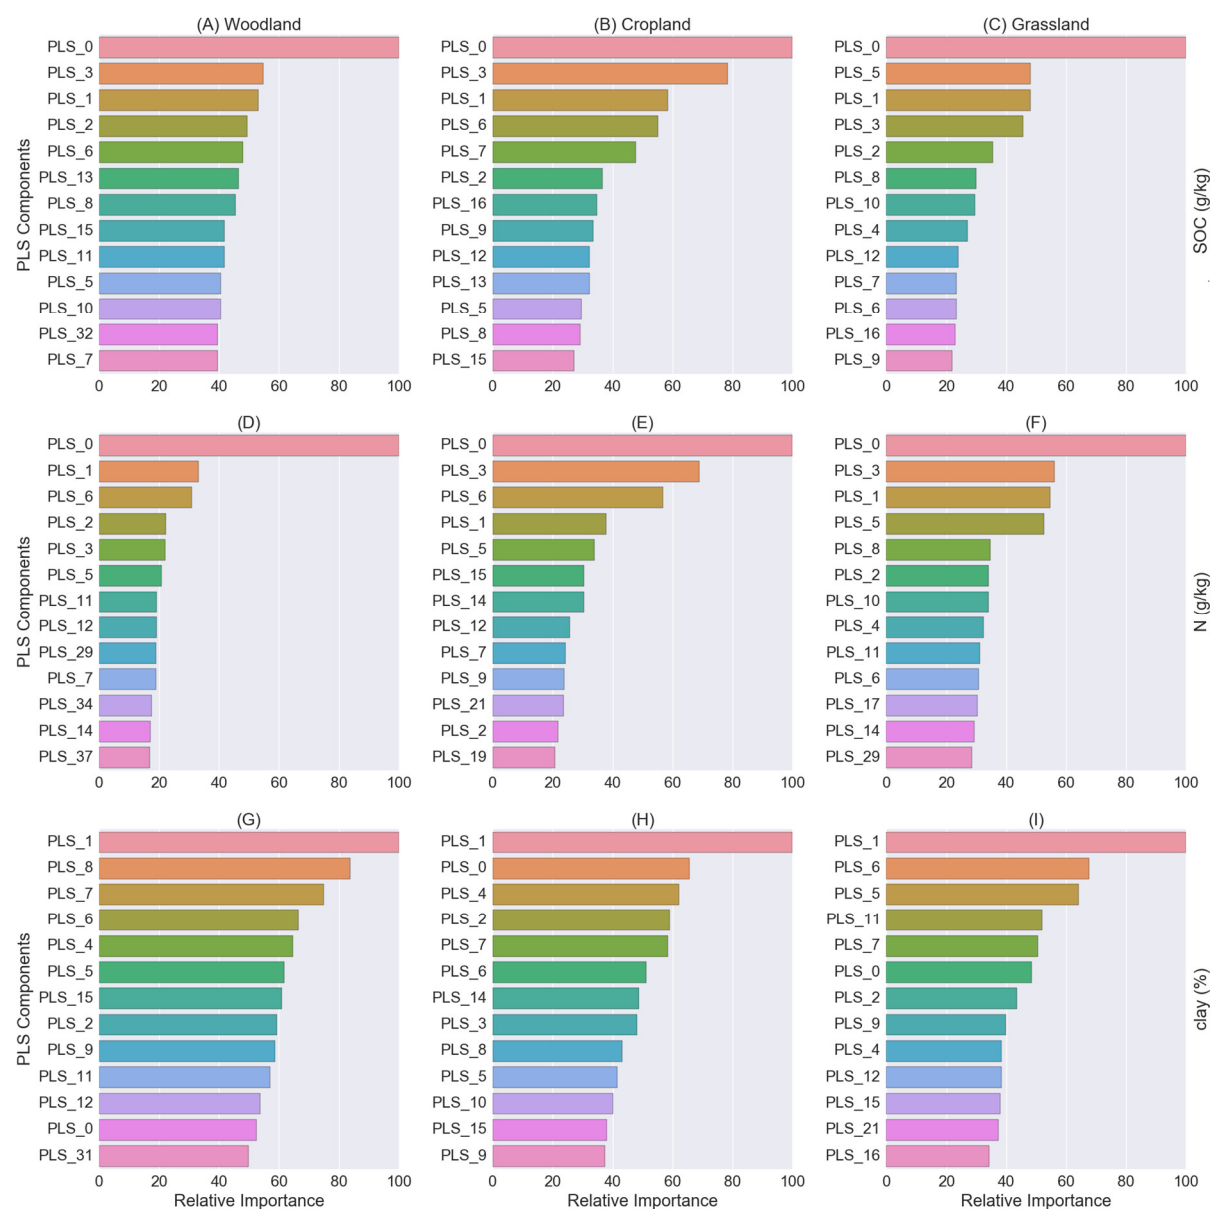 (A) Woodland
(B) Cropland
(C) Grassland
PLS Components
PLS_0
PLS_3
PLS_1
PLS_2
PLS_6
PLS_13
PLS_8
PLS_15
PLS_11
PLS_5
PLS_10
PLS_32
PLS_7
0 20 40 60 80 100
PLS_0
PLS_3
PLS_1
PLS_6
PLS_7
PLS_2
PLS_16
PLS_9
PLS_12
PLS_13
PLS_5
PLS_8
PLS_15
0 20 40 60 80 100
PLS_0
PLS_5
PLS_1
PLS_3
PLS_2
PLS_8
PLS_10
PLS_4
PLS_12
PLS_7
PLS_6
PLS_16
PLS_9
0 20 40 60 80 100
SOC (g/kg)
(D)
(E)
(F)
PLS Components
PLS_0
PLS_1
PLS_6
PLS_2
PLS_3
PLS_5
PLS_11
PLS_12
PLS_29
PLS_7
PLS_34
PLS_14
PLS_37
0 20 40 60 80 100
PLS_0
PLS_3
PLS_6
PLS_1
PLS_5
PLS_15
PLS_14
PLS_12
PLS_7
PLS_9
PLS_21
PLS_2
PLS_19
0 20 40 60 80 100
PLS_0
PLS_3
PLS_1
PLS_5
PLS_8
PLS_2
PLS_10
PLS_4
PLS_11
PLS_6
PLS_17
PLS_14
PLS_29
0 20 40 60 80 100
N (g/kg)
(G)
(H)
(I)
PLS Components
PLS_1
PLS_8
PLS_7
PLS_6
PLS_4
PLS_5
PLS_15
PLS_2
PLS_9
PLS_11
PLS_12
PLS_0
PLS_31
0 20 40 60 80 100
Relative Importance
PLS_1
PLS_0
PLS_4
PLS_2
PLS_7
PLS_6
PLS_14
PLS_3
PLS_8
PLS_5
PLS_10
PLS_15
PLS_9
0 20 40 60 80 100
Relative Importance
PLS_1
PLS_6
PLS_5
PLS_11
PLS_7
PLS_0
PLS_2
PLS_9
PLS_4
PLS_12
PLS_15
PLS_21
PLS_16
0 20 40 60 80 100
Relative Importance
clay (%)